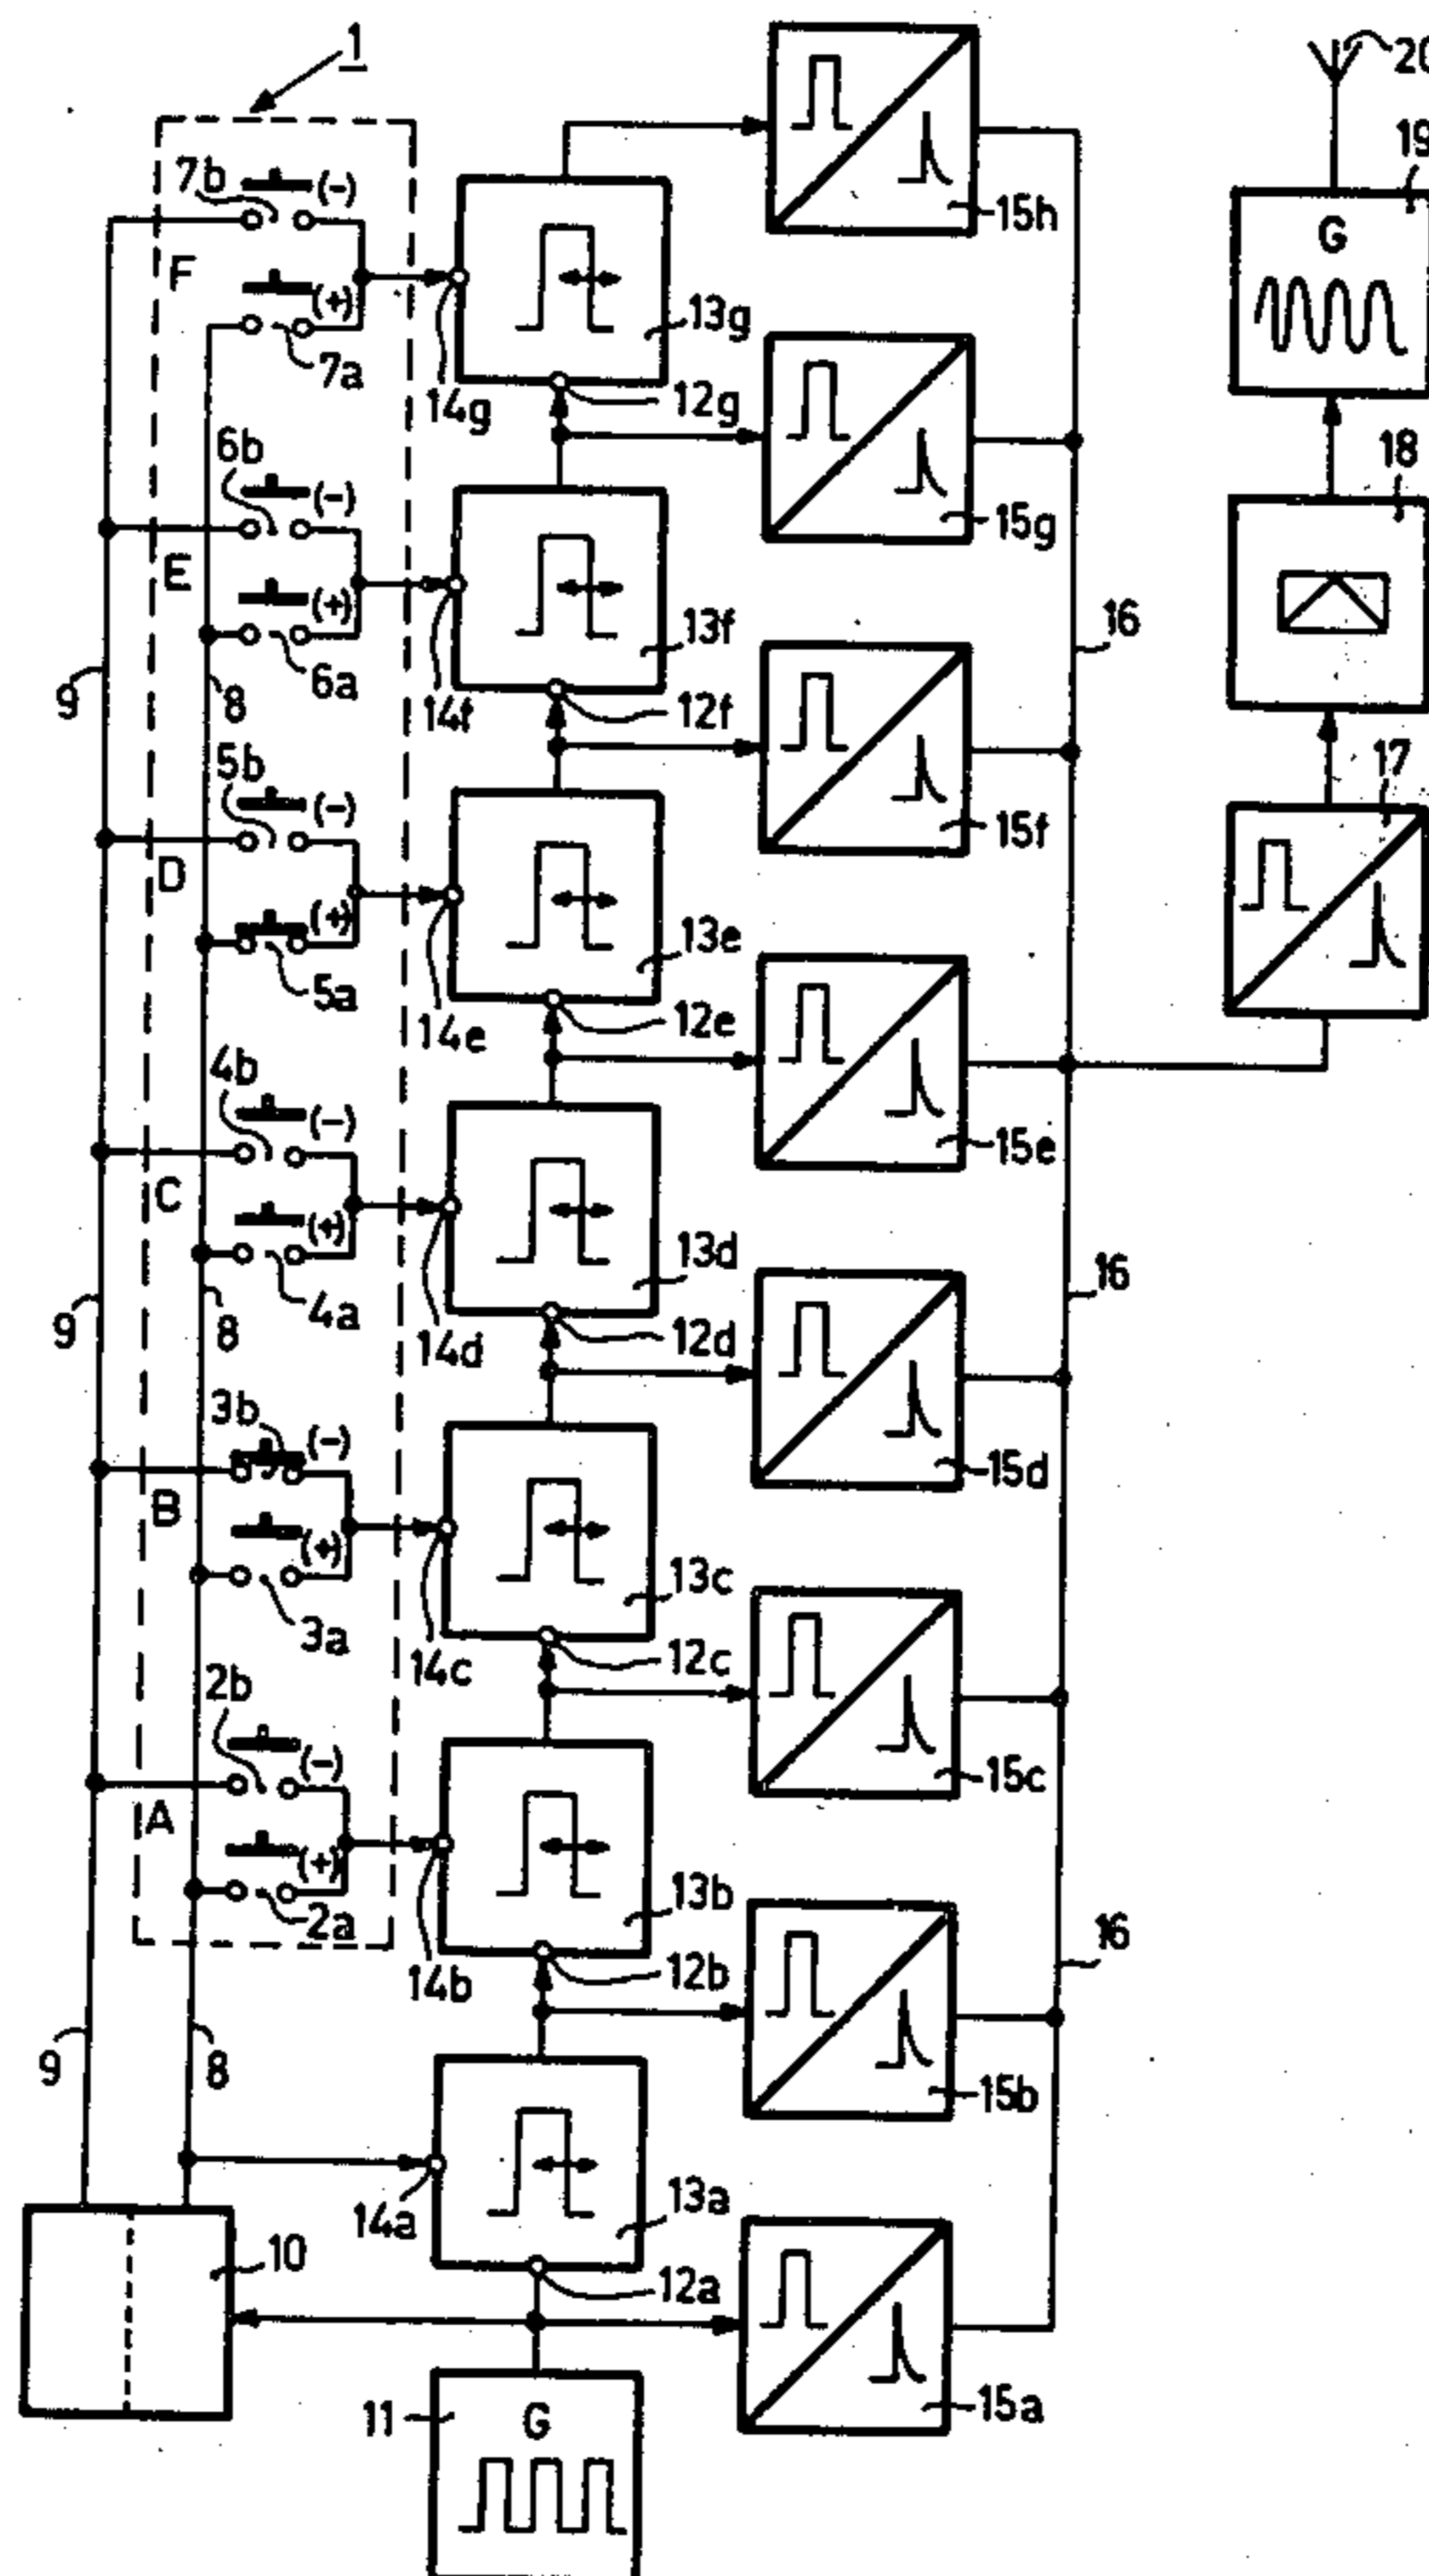 1
20
19
7b (-)
15h
G
F
(+)
13g
7a
14g
12g
18
6b (-)
15g
E
(+)
13f
16
6a
9
8
14f
12f
5b (-)
17
15f
D
(+)
13e
5a
14e
12e
4b (-)
15e
C
(+)
13d
16
4a
9
8
14d
12d
3b (-)
15d
B
(+)
13c
3a
14c
12c
2b (-)
15c
A
(+)
13b
2a
16
14b
12b
9
8
15b
13a
14a
10
12a
15a
11
G